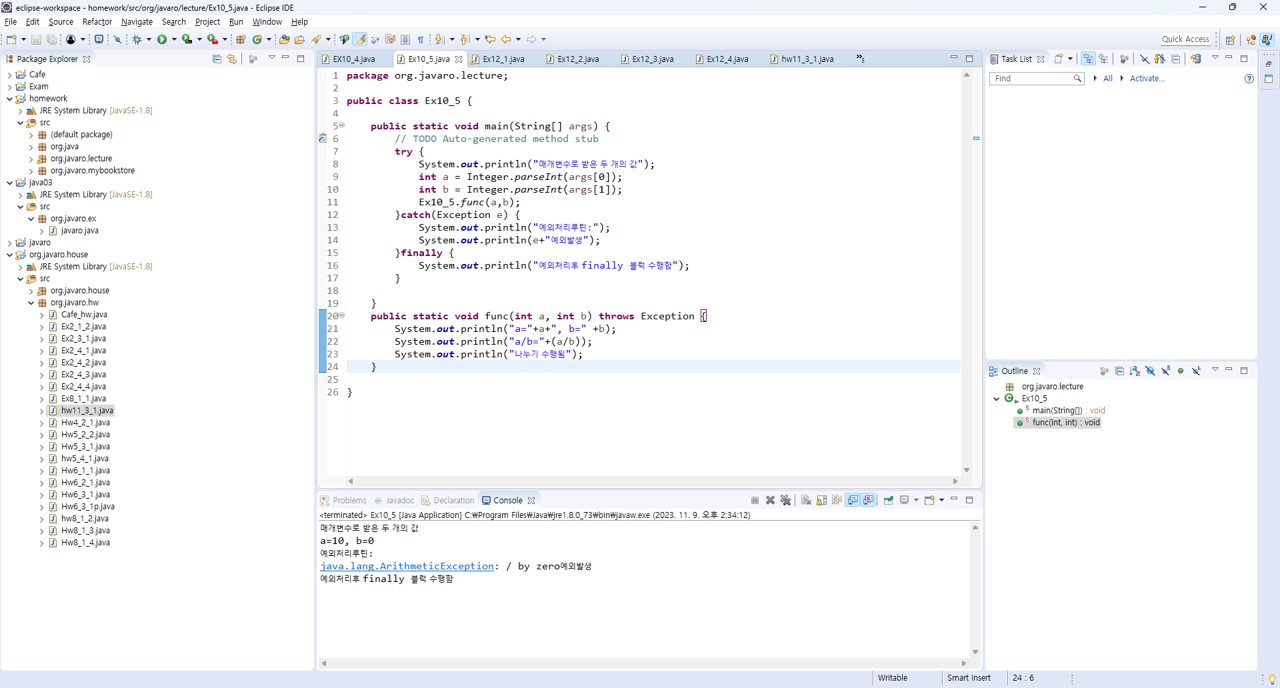 eclipse-workspace - homework/src/org/javaro/lecture/Ex10_5.java - Eclipse IDE
File Edit Source Refactor Navigate Search Project Run Window Help
Quick Access
Package Explorer
Cafe
Exam
homework
JRE System Library [JavaSE-1.8]
src
(default package)
org.java
org.javaro.lecture
org.javaro.mybookstore
java03
JRE System Library [JavaSE-1.8]
src
org.javaro.ex
javaro.java
javaro
org.javaro.house
JRE System Library [JavaSE-1.8]
src
org.javaro.house
org.javaro.hw
Cafe_hw.java
Ex2_1_2.java
Ex2_3_1.java
Ex2_4_1.java
Ex2_4_2.java
Ex2_4_3.java
Ex2_4_4.java
Ex8_1_1.java
hw11_3_1.java
Hw4_2_1.java
Hw5_2_2.java
Hw5_3_1.java
hw5_4_1.java
Hw6_1_1.java
Hw6_2_1.java
Hw6_3_1.java
Hw6_3_1p.java
hw8_1_2.java
Hw8_1_3.java
Hw8_1_4.java
EX10_4.java Ex10_5.java Ex12_1.java Ex12_2_2.java Ex12_3.java Ex12_4.java hw11_3_1.java
1 package org.javaro.lecture;
2
3 public class Ex10_5 {
4
5 public static void main(String[] args) {
6 // TODO Auto-generated method stub
7 try {
8 System.out.println("매개변수로 받은 두 개의 값");
9 int a = Integer.parseInt(args[0]);
10 int b = Integer.parseInt(args[1]);
11 Ex10_5.func(a,b);
12 }catch(Exception e) {
13 System.out.println("예외처리루틴:");
14 System.out.println(e+"예외발생");
15 }finally {
16 System.out.println("예외처리후 finally 블럭 수행함");
17 }
18
19 }
20 public static void func(int a, int b) throws Exception {
21 System.out.println("a="+a+", b=" +b);
22 System.out.println("a/b="+(a/b));
23 System.out.println("나누기 수행됨");
24 }
25
26 }
Problems Javadoc Declaration Console
<terminated> Ex10_5 [Java Application] C:₩Program Files₩Java₩jre1.8.0_73₩bin₩javaw.exe (2023. 11. 9. 오후 2:34:12)
매개변수로 받은 두 개의 값
a=10, b=0
예외처리루틴:
java.lang.ArithmeticException: / by zero예외발생
예외처리후 finally 블럭 수행함
Task List
Find All Activate...
Outline
org.javaro.lecture
Ex10_5
main(String[]) : void
func(int, int) : void
Writable Smart Insert 24 : 6